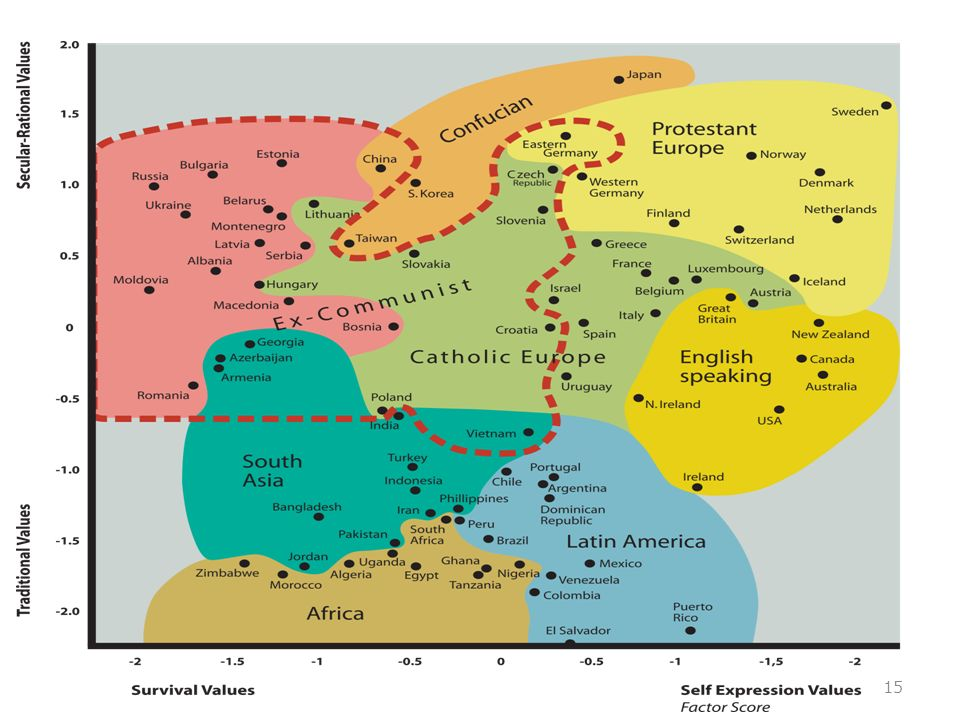 Secular-Rational Values
Traditional Values
2.0
1.5
1.0
0.5
0
-0.5
-1.0
-1.5
-2.0
Japan
Confucian
Sweden
Protestant
Europe
Eastern
Germany
Estonia
China
Norway
Bulgaria
Russia
Czech
Republic
Western
Germany
Denmark
S. Korea
Ukraine
Belarus
Lithuania
Montenegro
Slovenia
Finland
Netherlands
Latvia
Serbia
Taiwan
Greece
Switzerland
Albania
Slovakia
France
Luxembourg
Moldovia
Hungary
Israel
Belgium
Austria
Iceland
Macedonia
Ex-Communist
Great
Britain
Bosnia
Croatia
Spain
Italy
New Zealand
Georgia
Azerbaijan
Armenia
Catholic Europe
English
speaking
Canada
Australia
Uruguay
Romania
Poland
India
N. Ireland
USA
Vietnam
South
Asia
Turkey
Indonesia
Chile
Portugal
Argentina
Ireland
Bangladesh
Iran
Phillippines
Dominican
Republic
Pakistan
South
Africa
Peru
Brazil
Latin America
Jordan
Zimbabwe
Morocco
Algeria
Uganda
Egypt
Ghana
Tanzania
Nigeria
Venezuela
Mexico
Colombia
Africa
Puerto
Rico
El Salvador
-2
-1.5
-1
-0.5
0
-0.5
-1
-1,5
-2
Survival Values
Self Expression Values
Factor Score
15